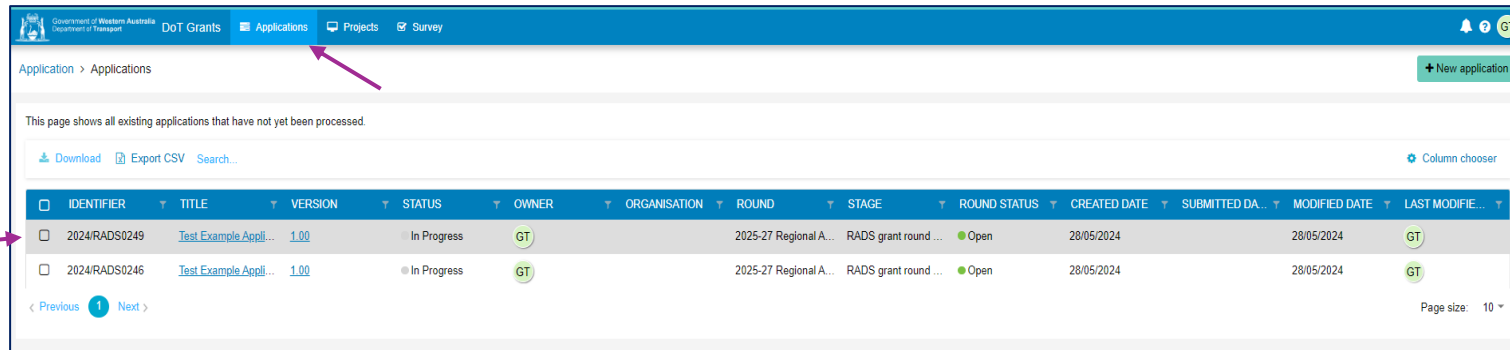 Government of Western Australia
Department of Transport
DoT Grants Applications Projects Survey GT
Application > Applications + New application
This page shows all existing applications that have not yet been processed.
Download Export CSV Search... Column chooser
IDENTIFIER TITLE VERSION STATUS OWNER ORGANISATION ROUND STAGE ROUND STATUS CREATED DATE SUBMITTED DA... MODIFIED DATE LAST MODIFIE...
2024/RADS0249 Test Example Appli... 1.00 In Progress GT 2025-27 Regional A... RADS grant round ... Open 28/05/2024 28/05/2024 GT
2024/RADS0246 Test Example Appli... 1.00 In Progress GT 2025-27 Regional A... RADS grant round ... Open 28/05/2024 28/05/2024 GT
< Previous 1 Next > Page size: 10